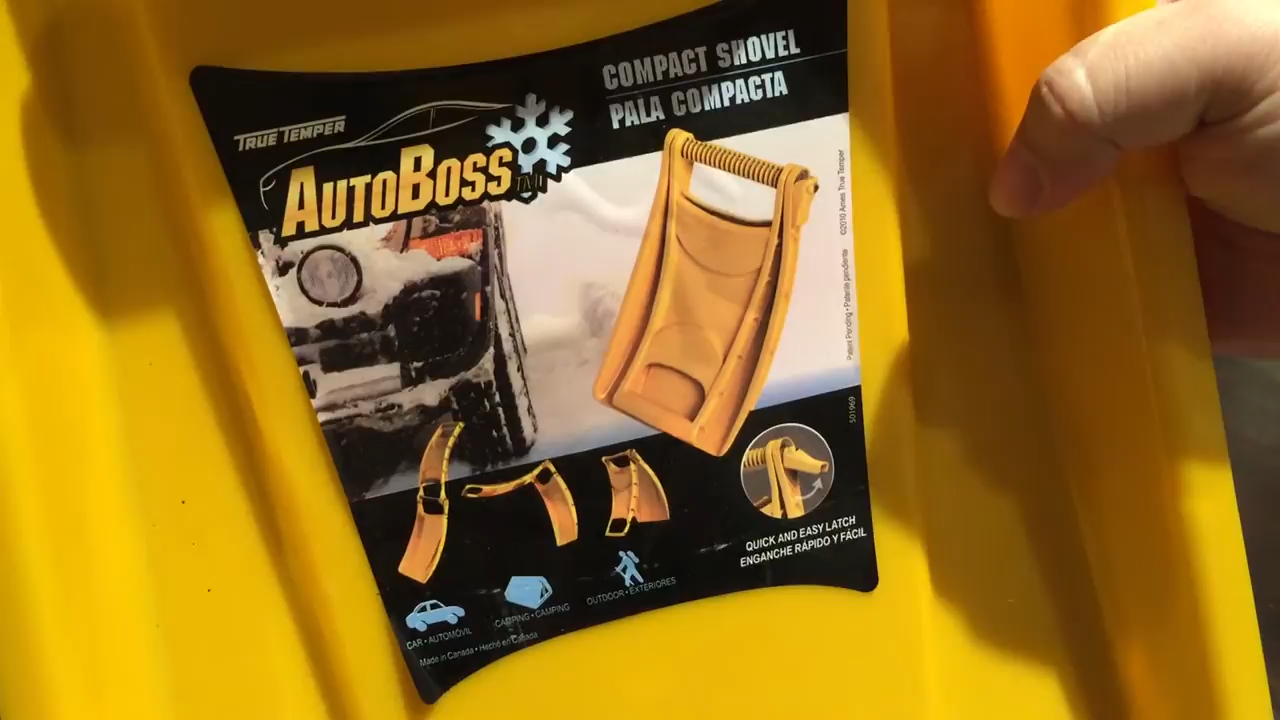 TRUE TEMPER
AUTOBOSS TM
COMPACT SHOVEL
PALA COMPACTA
©2010 Ames True Temper
Patent Pending • Patente pendiente
501969
QUICK AND EASY LATCH
ENGANCHE RÁPIDO Y FÁCIL
CAR • AUTOMÓVIL
CAMPING • CAMPING
OUTDOOR • EXTERIORES
Made in Canada • Hecho en Canada